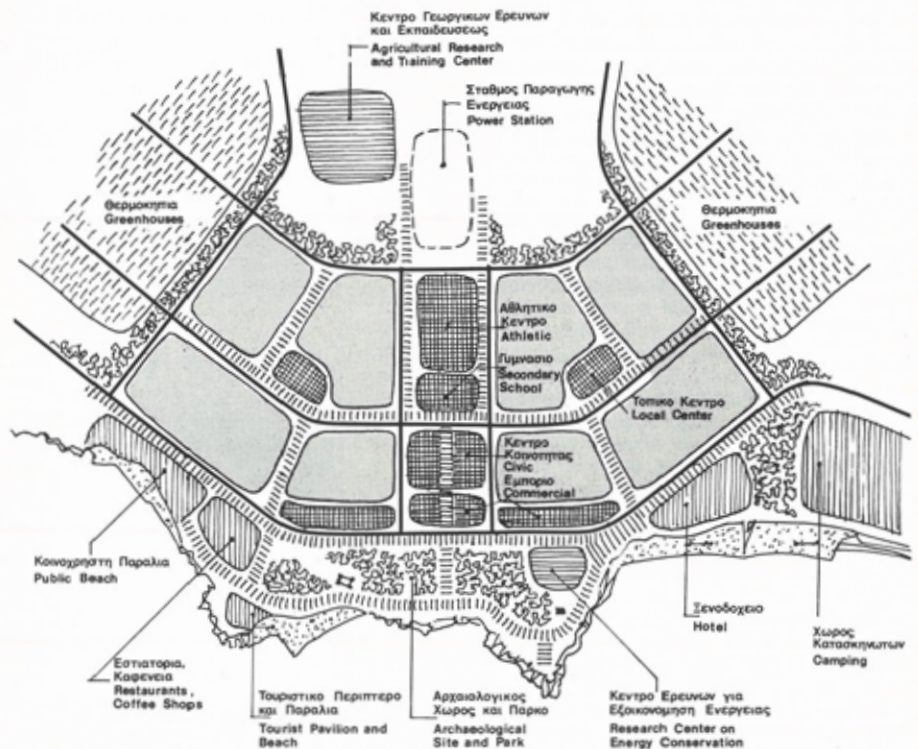 Κεντρο Γεωργικων Ερευνων
και Εκπαιδευσεως
Agricultural Research
and Training Center
Σταθμος Παραγωγης
Ενεργειας
Power Station
Θερμοκηπια
Greenhouses
Θερμοκηπια
Greenhouses
Αθλητικο
Κεντρο
Athletic
Γυμνασιο
Secondary
School
Τοπικο Κεντρο
Local Center
Κεντρο
Κοινοτητας
Civic
Εμποριο
Commercial
Κοινοχρηστη Παραλια
Public Beach
Ξενοδοχειο
Hotel
Χωρος
Κατασκηνωτων
Camping
Εστιατορια,
Καφενεια
Restaurants,
Coffee Shops
Τουριστικο Περιπτερο
και Παραλια
Tourist Pavilion and
Beach
Αρχαιολογικος
Χωρος και Παρκο
Archaeological
Site and Park
Κεντρο Ερευνων για
Εξοικονομηση Ενεργειας
Research Center on
Energy Conservation